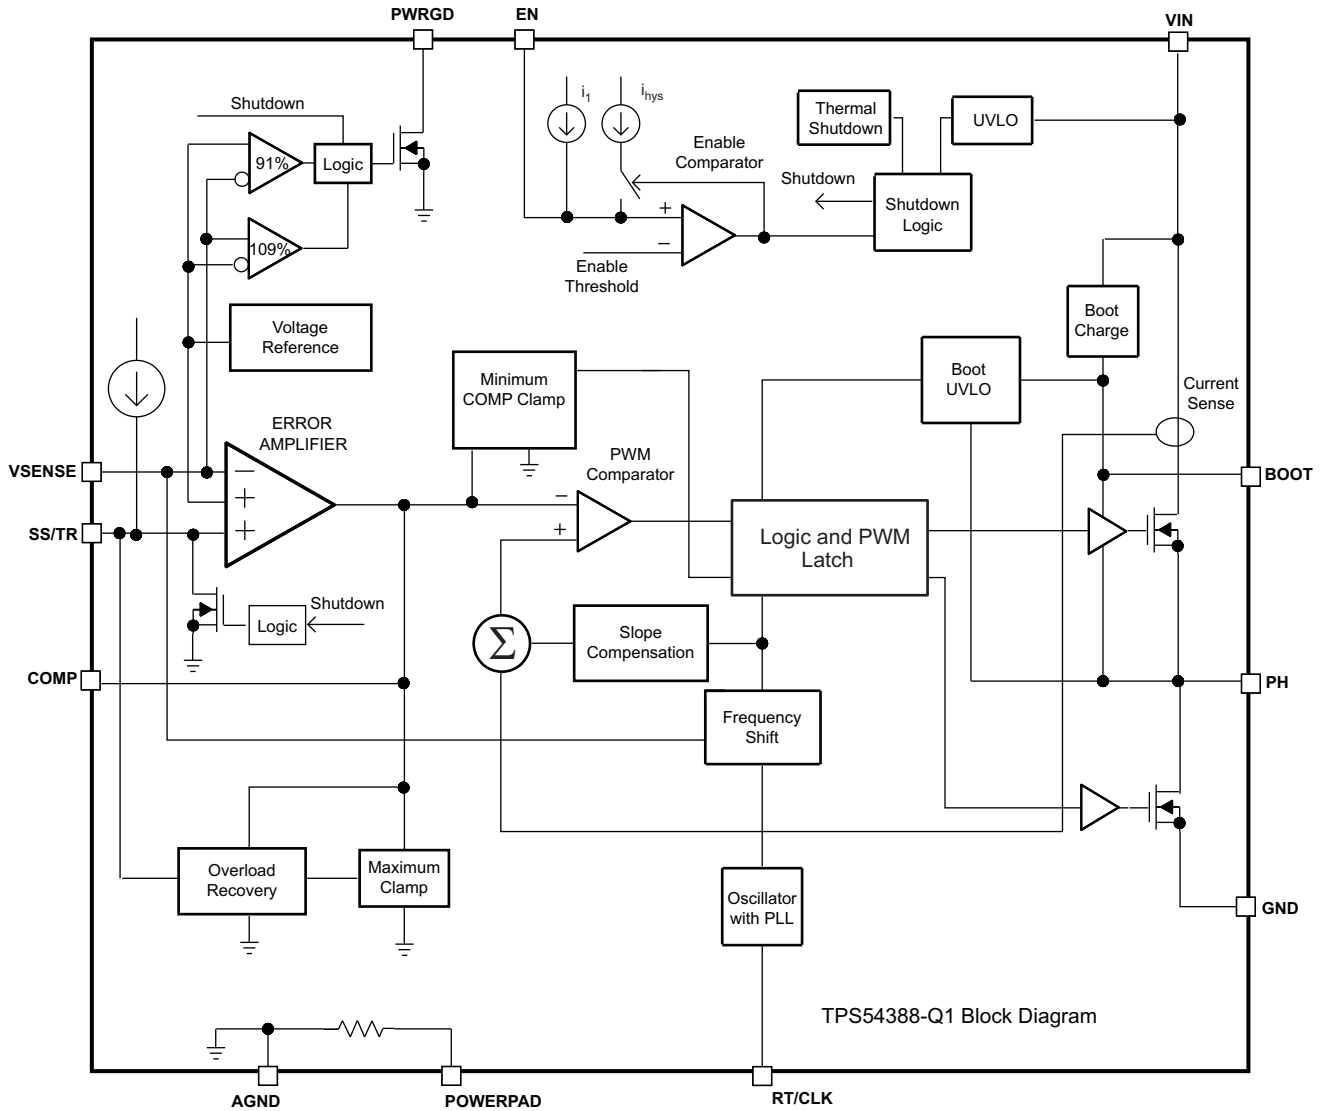 PWRGD
EN
VIN
Shutdown
91%
Logic
109%
i1
ihys
Enable
Comparator
+
−
Enable
Threshold
Thermal
Shutdown
UVLO
Shutdown
Shutdown
Logic
Voltage
Reference
Boot
Charge
Minimum
COMP Clamp
Boot
UVLO
Current
Sense
ERROR
AMPLIFIER
VSENSE
−
+
+
SS/TR
PWM
Comparator
−
+
BOOT
Logic and PWM
Latch
Logic
Shutdown
Σ
Slope
Compensation
COMP
PH
Frequency
Shift
Overload
Recovery
Maximum
Clamp
Oscillator
with PLL
GND
TPS54388-Q1 Block Diagram
AGND
POWERPAD
RT/CLK